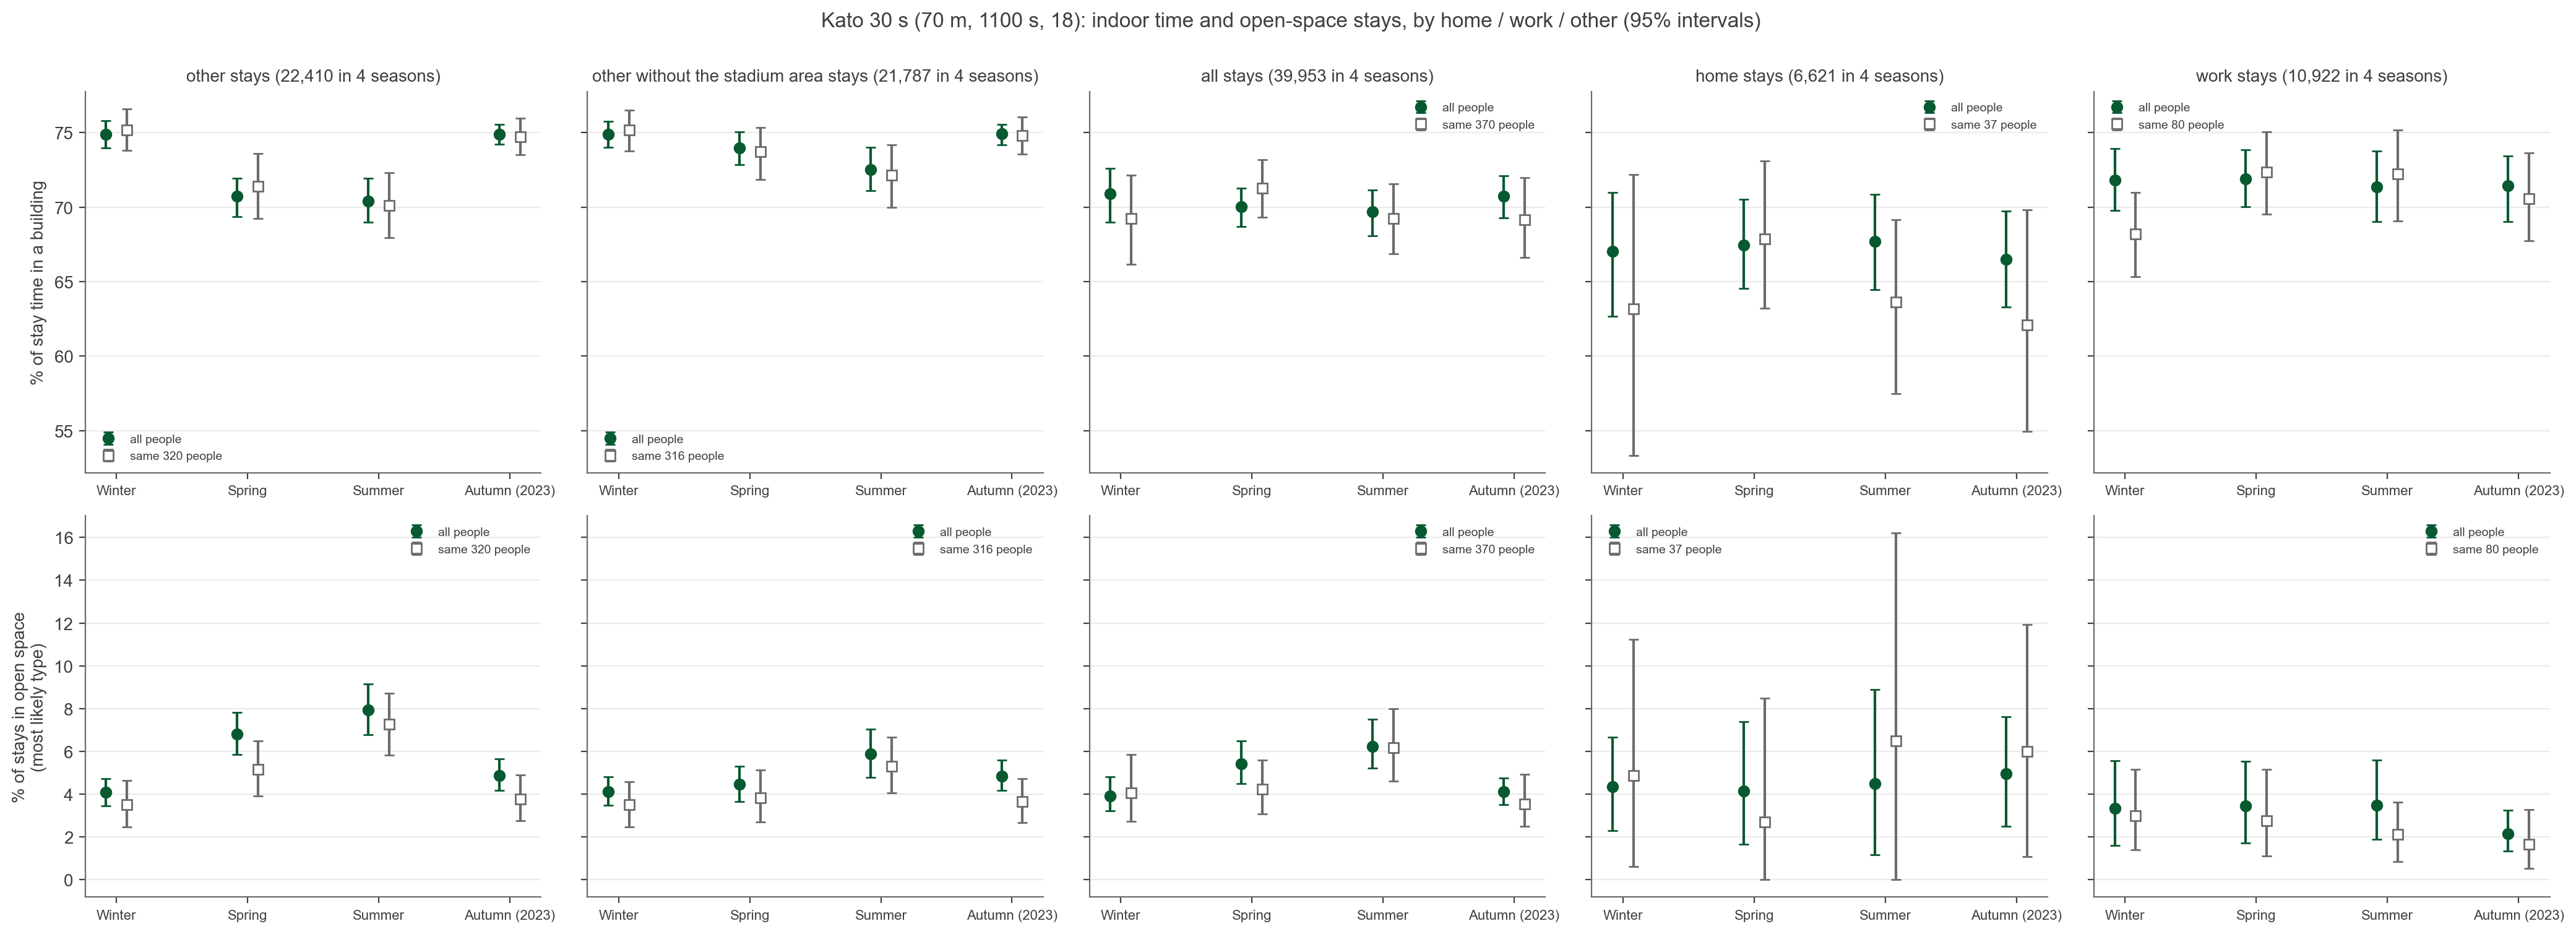 Kato 30 s (70 m, 1100 s, 18): indoor time and open-space stays, by home / work / other (95% intervals)
other stays (22,410 in 4 seasons)
other without the stadium area stays (21,787 in 4 seasons)
all stays (39,953 in 4 seasons)
home stays (6,621 in 4 seasons)
work stays (10,922 in 4 seasons)
% of stay time in a building
75
70
65
60
55
all people
same 320 people
Winter
Spring
Summer
Autumn (2023)
all people
same 316 people
Winter
Spring
Summer
Autumn (2023)
all people
same 370 people
Winter
Spring
Summer
Autumn (2023)
all people
same 37 people
Winter
Spring
Summer
Autumn (2023)
all people
same 80 people
Winter
Spring
Summer
Autumn (2023)
% of stays in open space
(most likely type)
16
14
12
10
8
6
4
2
0
all people
same 320 people
Winter
Spring
Summer
Autumn (2023)
all people
same 316 people
Winter
Spring
Summer
Autumn (2023)
all people
same 370 people
Winter
Spring
Summer
Autumn (2023)
all people
same 37 people
Winter
Spring
Summer
Autumn (2023)
all people
same 80 people
Winter
Spring
Summer
Autumn (2023)